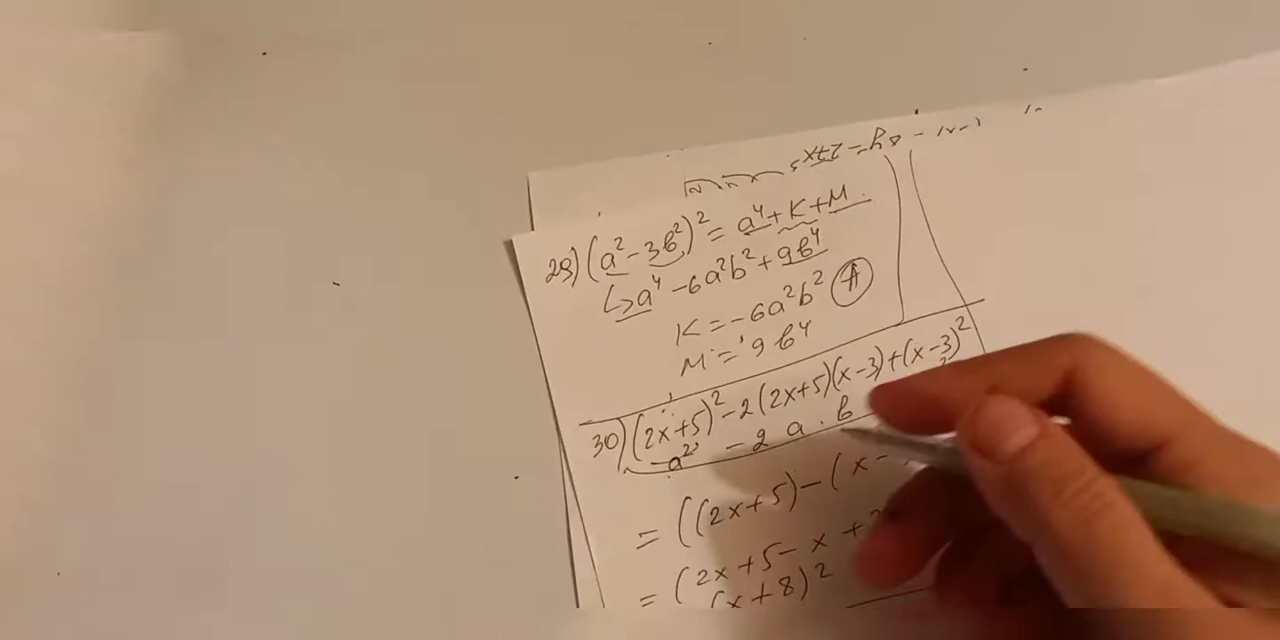 29) (a² - 3b²)² = a⁴ + K + M
↳ a⁴ - 6a²b² + 9b⁴
K = -6a²b² (A)
M = 9b⁴
30) (2x+5)² - 2(2x+5)(x-3) + (x-3)²
a² - 2 a · b
= ((2x+5) - (x -
= (2x+5 - x +
(x+8)²